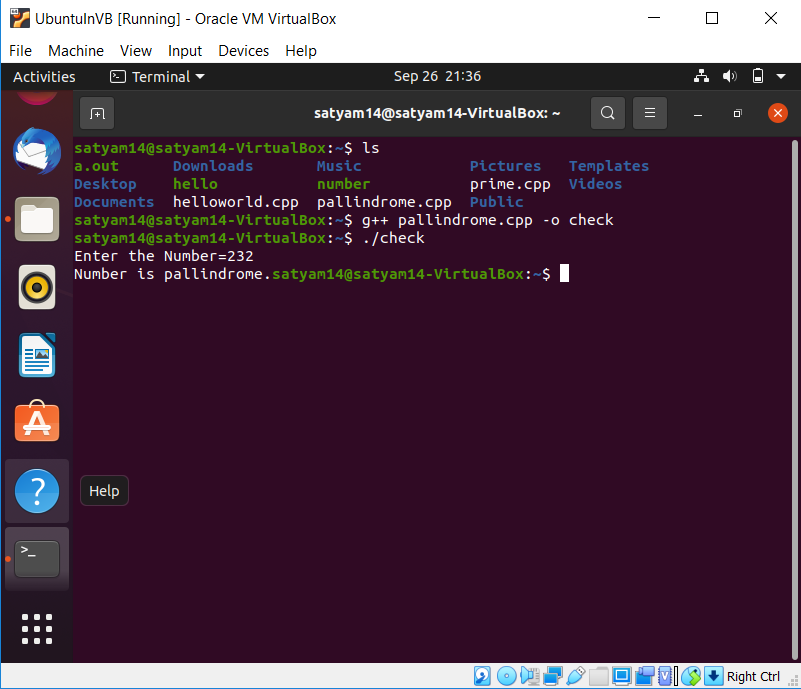 UbuntuInVB [Running] - Oracle VM VirtualBox
File Machine View Input Devices Help
Activities Terminal Sep 26 21:36
satyam14@satyam14-VirtualBox: ~
satyam14@satyam14-VirtualBox:~$ ls
a.out Downloads Music Pictures Templates
Desktop hello number prime.cpp Videos
Documents helloworld.cpp pallindrome.cpp Public
satyam14@satyam14-VirtualBox:~$ g++ pallindrome.cpp -o check
satyam14@satyam14-VirtualBox:~$ ./check
Enter the Number=232
Number is pallindrome.satyam14@satyam14-VirtualBox:~$
Help
Right Ctrl